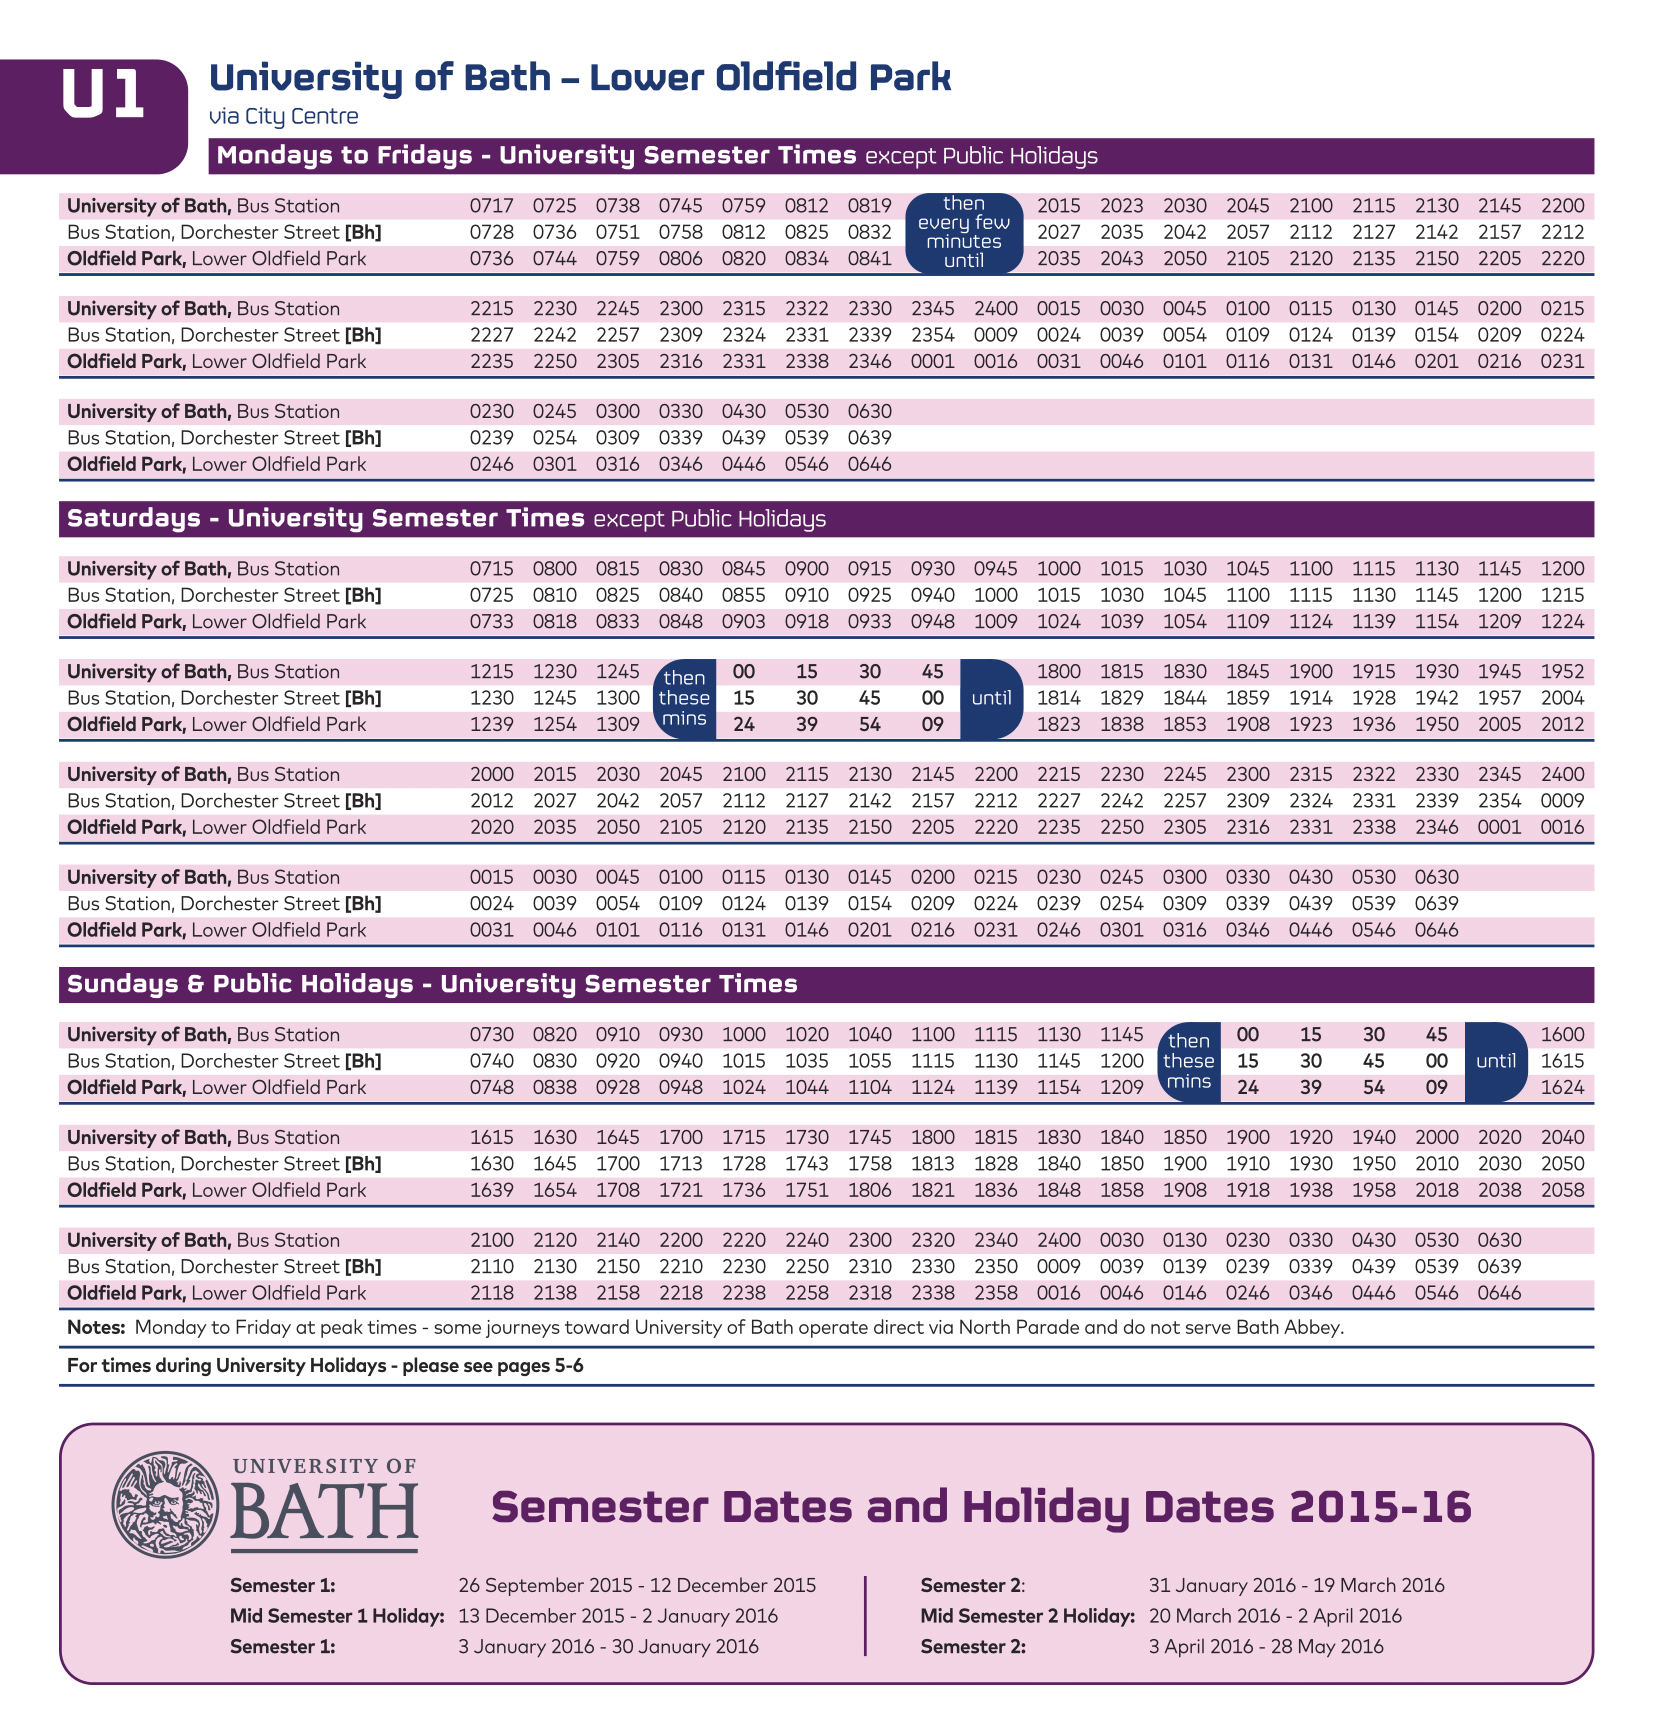 U1
University of Bath – Lower Oldfield Park
via City Centre
Mondays to Fridays - University Semester Times except Public Holidays
University of Bath, Bus Station 0717 0725 0738 0745 0759 0812 0819 then every few minutes until 2015 2023 2030 2045 2100 2115 2130 2145 2200
Bus Station, Dorchester Street [Bh] 0728 0736 0751 0758 0812 0825 0832 2027 2035 2042 2057 2112 2127 2142 2157 2212
Oldfield Park, Lower Oldfield Park 0736 0744 0759 0806 0820 0834 0841 2035 2043 2050 2105 2120 2135 2150 2205 2220
University of Bath, Bus Station 2215 2230 2245 2300 2315 2322 2330 2345 2400 0015 0030 0045 0100 0115 0130 0145 0200 0215
Bus Station, Dorchester Street [Bh] 2227 2242 2257 2309 2324 2331 2339 2354 0009 0024 0039 0054 0109 0124 0139 0154 0209 0224
Oldfield Park, Lower Oldfield Park 2235 2250 2305 2316 2331 2338 2346 0001 0016 0031 0046 0101 0116 0131 0146 0201 0216 0231
University of Bath, Bus Station 0230 0245 0300 0330 0430 0530 0630
Bus Station, Dorchester Street [Bh] 0239 0254 0309 0339 0439 0539 0639
Oldfield Park, Lower Oldfield Park 0246 0301 0316 0346 0446 0546 0646
Saturdays - University Semester Times except Public Holidays
University of Bath, Bus Station 0715 0800 0815 0830 0845 0900 0915 0930 0945 1000 1015 1030 1045 1100 1115 1130 1145 1200
Bus Station, Dorchester Street [Bh] 0725 0810 0825 0840 0855 0910 0925 0940 1000 1015 1030 1045 1100 1115 1130 1145 1200 1215
Oldfield Park, Lower Oldfield Park 0733 0818 0833 0848 0903 0918 0933 0948 1009 1024 1039 1054 1109 1124 1139 1154 1209 1224
University of Bath, Bus Station 1215 1230 1245 then these mins 00 15 30 45 until 1800 1815 1830 1845 1900 1915 1930 1945 1952
Bus Station, Dorchester Street [Bh] 1230 1245 1300 15 30 45 00 1814 1829 1844 1859 1914 1928 1942 1957 2004
Oldfield Park, Lower Oldfield Park 1239 1254 1309 24 39 54 09 1823 1838 1853 1908 1923 1936 1950 2005 2012
University of Bath, Bus Station 2000 2015 2030 2045 2100 2115 2130 2145 2200 2215 2230 2245 2300 2315 2322 2330 2345 2400
Bus Station, Dorchester Street [Bh] 2012 2027 2042 2057 2112 2127 2142 2157 2212 2227 2242 2257 2309 2324 2331 2339 2354 0009
Oldfield Park, Lower Oldfield Park 2020 2035 2050 2105 2120 2135 2150 2205 2220 2235 2250 2305 2316 2331 2338 2346 0001 0016
University of Bath, Bus Station 0015 0030 0045 0100 0115 0130 0145 0200 0215 0230 0245 0300 0330 0430 0530 0630
Bus Station, Dorchester Street [Bh] 0024 0039 0054 0109 0124 0139 0154 0209 0224 0239 0254 0309 0339 0439 0539 0639
Oldfield Park, Lower Oldfield Park 0031 0046 0101 0116 0131 0146 0201 0216 0231 0246 0301 0316 0346 0446 0546 0646
Sundays & Public Holidays - University Semester Times
University of Bath, Bus Station 0730 0820 0910 0930 1000 1020 1040 1100 1115 1130 1145 then these mins 00 15 30 45 until 1600
Bus Station, Dorchester Street [Bh] 0740 0830 0920 0940 1015 1035 1055 1115 1130 1145 1200 15 30 45 00 1615
Oldfield Park, Lower Oldfield Park 0748 0838 0928 0948 1024 1044 1104 1124 1139 1154 1209 24 39 54 09 1624
University of Bath, Bus Station 1615 1630 1645 1700 1715 1730 1745 1800 1815 1830 1840 1850 1900 1920 1940 2000 2020 2040
Bus Station, Dorchester Street [Bh] 1630 1645 1700 1713 1728 1743 1758 1813 1828 1840 1850 1900 1910 1930 1950 2010 2030 2050
Oldfield Park, Lower Oldfield Park 1639 1654 1708 1721 1736 1751 1806 1821 1836 1848 1858 1908 1918 1938 1958 2018 2038 2058
University of Bath, Bus Station 2100 2120 2140 2200 2220 2240 2300 2320 2340 2400 0030 0130 0230 0330 0430 0530 0630
Bus Station, Dorchester Street [Bh] 2110 2130 2150 2210 2230 2250 2310 2330 2350 0009 0039 0139 0239 0339 0439 0539 0639
Oldfield Park, Lower Oldfield Park 2118 2138 2158 2218 2238 2258 2318 2338 2358 0016 0046 0146 0246 0346 0446 0546 0646
Notes: Monday to Friday at peak times - some journeys toward University of Bath operate direct via North Parade and do not serve Bath Abbey.
For times during University Holidays - please see pages 5-6
UNIVERSITY OF
BATH
Semester Dates and Holiday Dates 2015-16
Semester 1: 26 September 2015 - 12 December 2015
Mid Semester 1 Holiday: 13 December 2015 - 2 January 2016
Semester 1: 3 January 2016 - 30 January 2016
Semester 2: 31 January 2016 - 19 March 2016
Mid Semester 2 Holiday: 20 March 2016 - 2 April 2016
Semester 2: 3 April 2016 - 28 May 2016